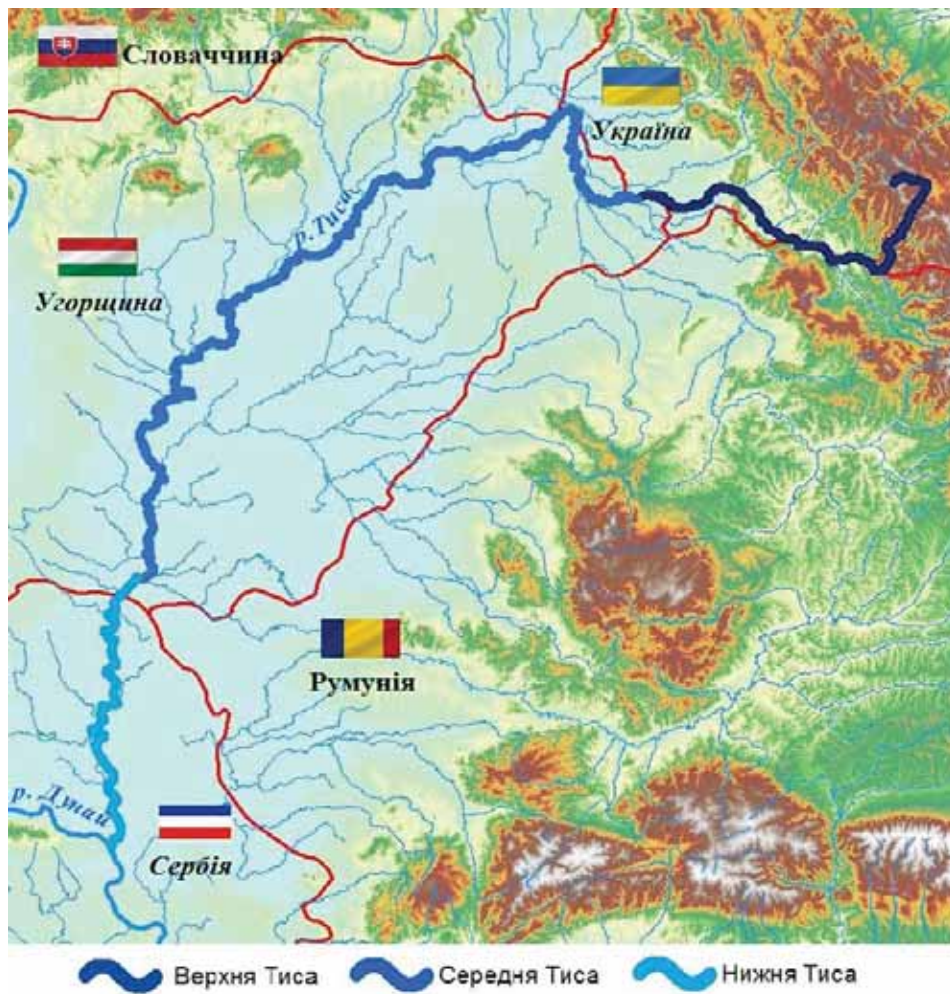 Словаччина
Україна
р. Тиса
Угорщина
Румунія
р. Дунай
Сербія
Верхня Тиса Середня Тиса Нижня Тиса